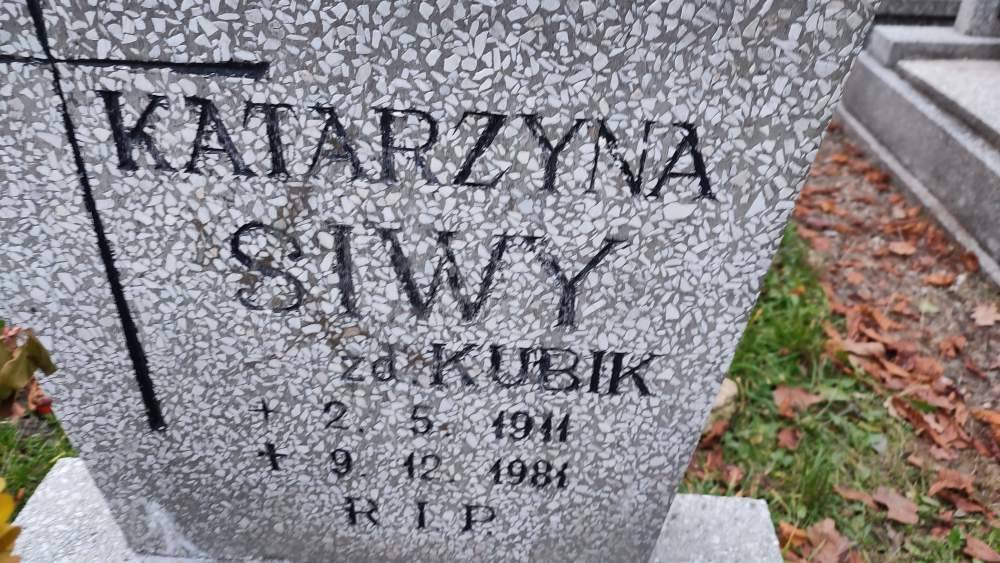 KATARZYNA
SIWY
zd. KUBIK
+ 2. 5. 1911
+ 9. 12. 1981
R I P.